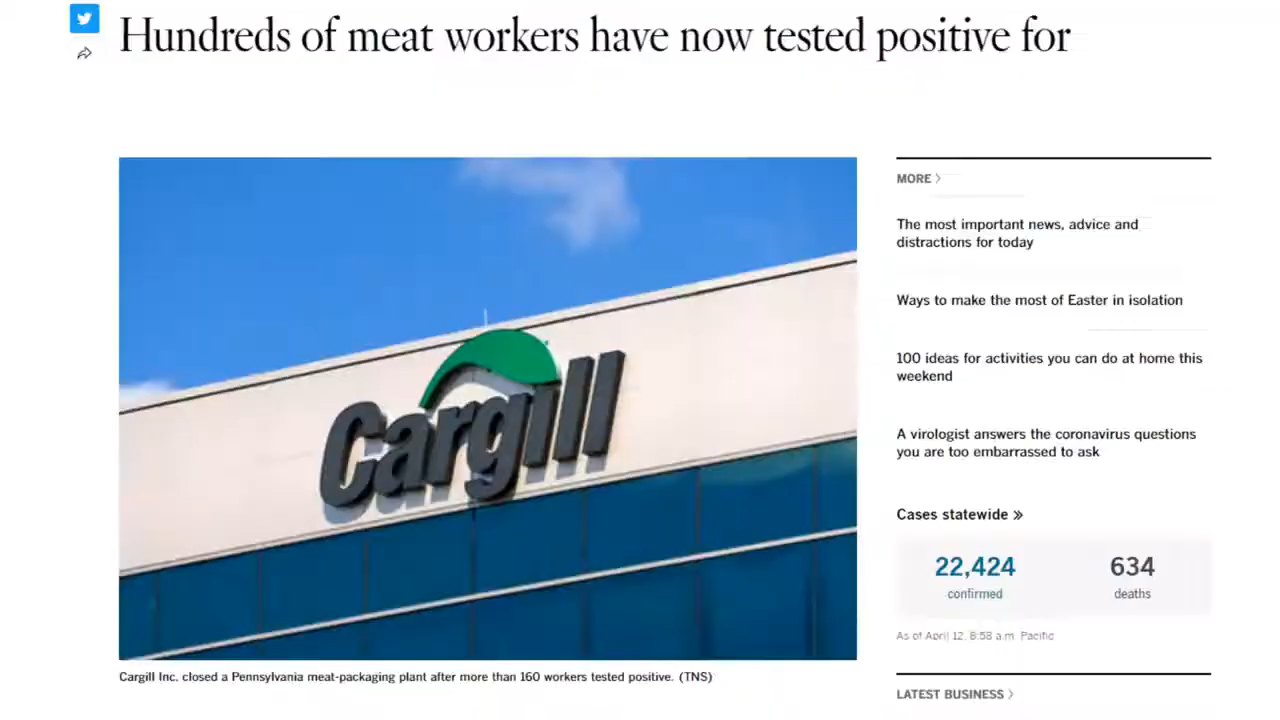 Hundreds of meat workers have now tested positive for
Cargill
Cargill Inc. closed a Pennsylvania meat-packaging plant after more than 160 workers tested positive. (TNS)
MORE >
The most important news, advice and
distractions for today
Ways to make the most of Easter in isolation
100 ideas for activities you can do at home this
weekend
A virologist answers the coronavirus questions
you are too embarrassed to ask
Cases statewide »
22,424
confirmed
634
deaths
As of April 12, 8:58 a.m. Pacific
LATEST BUSINESS >